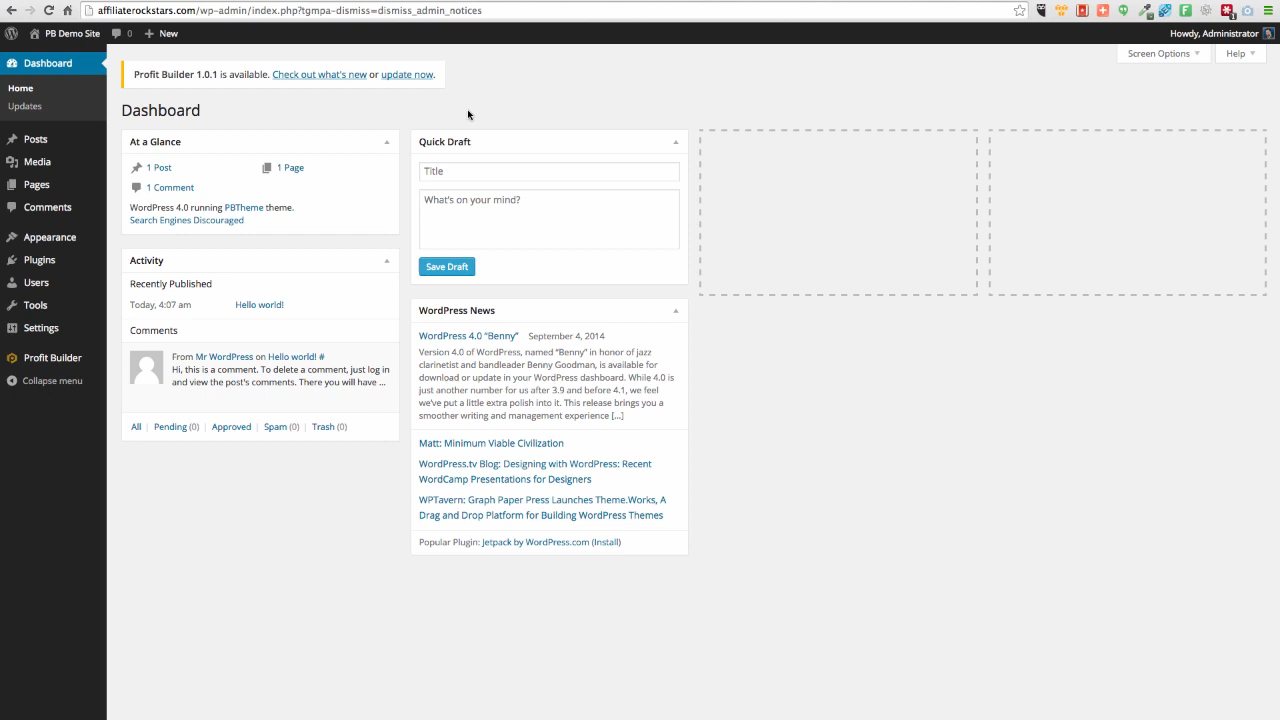 affiliaterockstars.com/wp-admin/index.php?tgmpa-dismiss=dismiss_admin_notices
PB Demo Site 0 New Howdy, Administrator
Dashboard
Home
Updates
Posts
Media
Pages
Comments
Appearance
Plugins
Users
Tools
Settings
Profit Builder
Collapse menu
Screen Options Help
Profit Builder 1.0.1 is available. Check out what's new or update now.
Dashboard
At a Glance
1 Post 1 Page
1 Comment
WordPress 4.0 running PBTheme theme.
Search Engines Discouraged
Activity
Recently Published
Today, 4:07 am Hello world!
Comments
From Mr WordPress on Hello world! #
Hi, this is a comment. To delete a comment, just log in
and view the post's comments. There you will have ...
All | Pending (0) | Approved | Spam (0) | Trash (0)
Quick Draft
Title
What's on your mind?
Save Draft
WordPress News
WordPress 4.0 “Benny” September 4, 2014
Version 4.0 of WordPress, named “Benny” in honor of jazz
clarinetist and bandleader Benny Goodman, is available for
download or update in your WordPress dashboard. While 4.0 is
just another number for us after 3.9 and before 4.1, we feel
we've put a little extra polish into it. This release brings you a
smoother writing and management experience [...]
Matt: Minimum Viable Civilization
WordPress.tv Blog: Designing with WordPress: Recent
WordCamp Presentations for Designers
WPTavern: Graph Paper Press Launches Theme.Works, A
Drag and Drop Platform for Building WordPress Themes
Popular Plugin: Jetpack by WordPress.com (Install)